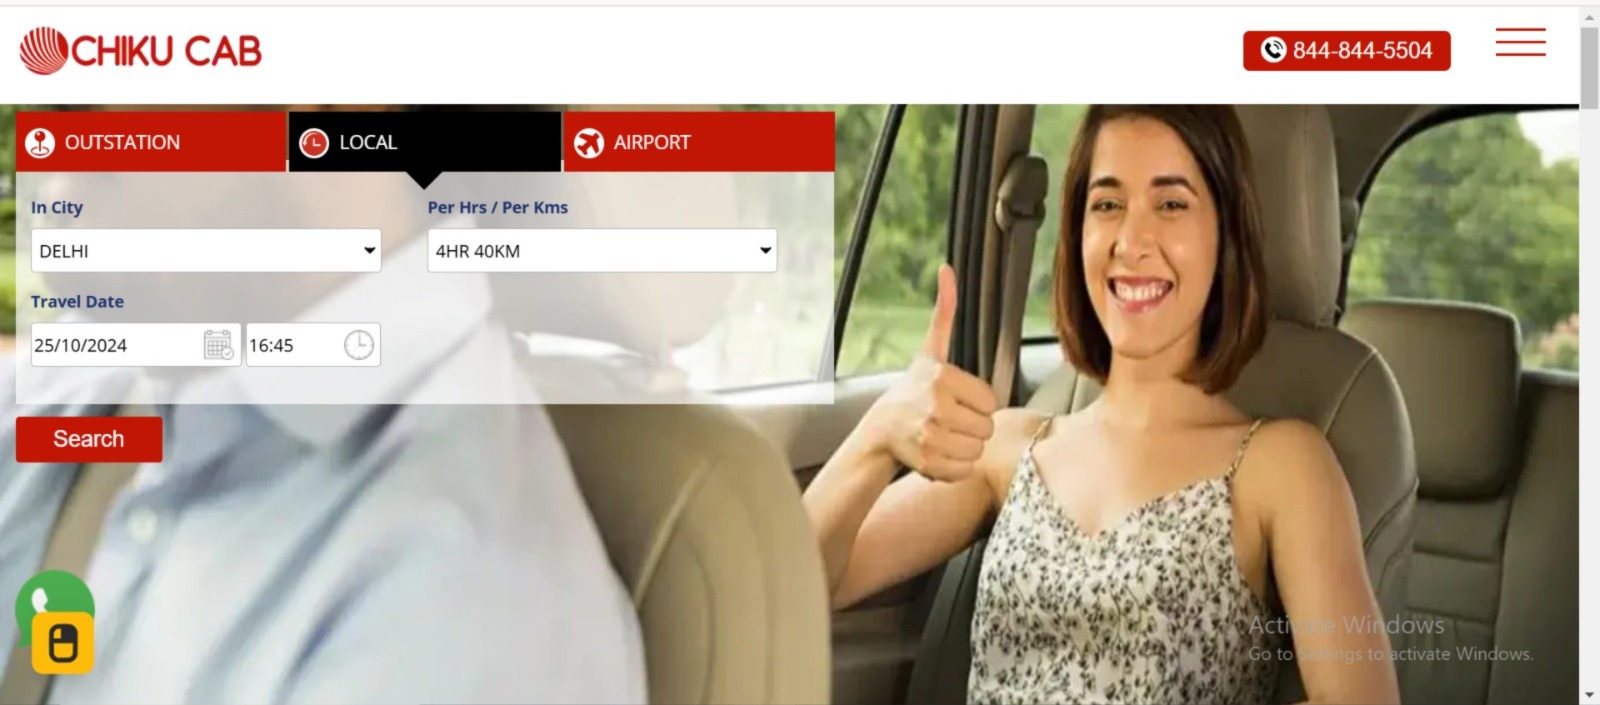 CHIKU CAB
844-844-5504
OUTSTATION
LOCAL
AIRPORT
In City
Per Hrs / Per Kms
DELHI
4HR 40KM
Travel Date
25/10/2024
16:45
Search
Activate Windows
Go to Settings to activate Windows.